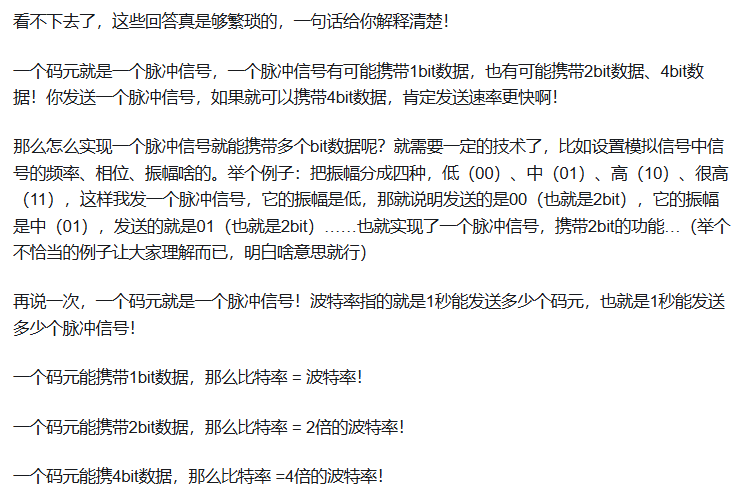 看不下去了，这些回答真是够繁琐的，一句话给你解释清楚！
一个码元就是一个脉冲信号，一个脉冲信号有可能携带1bit数据，也有可能携带2bit数据、4bit数
据！你发送一个脉冲信号，如果就可以携带4bit数据，肯定发送速率更快啊！
那么怎么实现一个脉冲信号就能携带多个bit数据呢？就需要一定的技术了，比如设置模拟信号中信
号的频率、相位、振幅啥的。举个例子：把振幅分成四种，低（00）、中（01）、高（10）、很高
（11），这样我发一个脉冲信号，它的振幅是低，那就说明发送的是00（也就是2bit），它的振幅
是中（01），发送的就是01（也就是2bit）……也就实现了一个脉冲信号，携带2bit的功能…（举个
不恰当的例子让大家理解而已，明白啥意思就行）
再说一次，一个码元就是一个脉冲信号！波特率指的就是1秒能发送多少个码元，也就是1秒能发送
多少个脉冲信号！
一个码元能携带1bit数据，那么比特率 = 波特率！
一个码元能携带2bit数据，那么比特率 = 2倍的波特率！
一个码元能携4bit数据，那么比特率 =4倍的波特率！